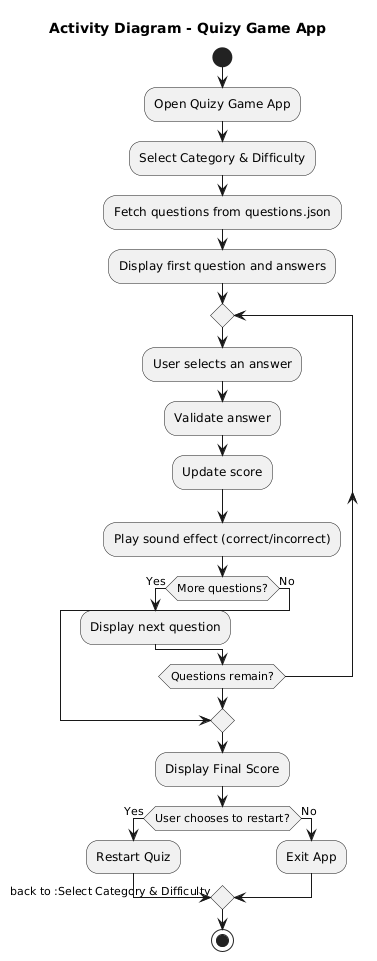 Activity Diagram - Quizy Game App
Open Quizy Game App
Select Category & Difficulty
Fetch questions from questions.json
Display first question and answers
User selects an answer
Validate answer
Update score
Play sound effect (correct/incorrect)
Yes
More questions?
No
Display next question
Questions remain?
Display Final Score
Yes
User chooses to restart?
No
Restart Quiz
Exit App
back to :Select Category & Difficulty